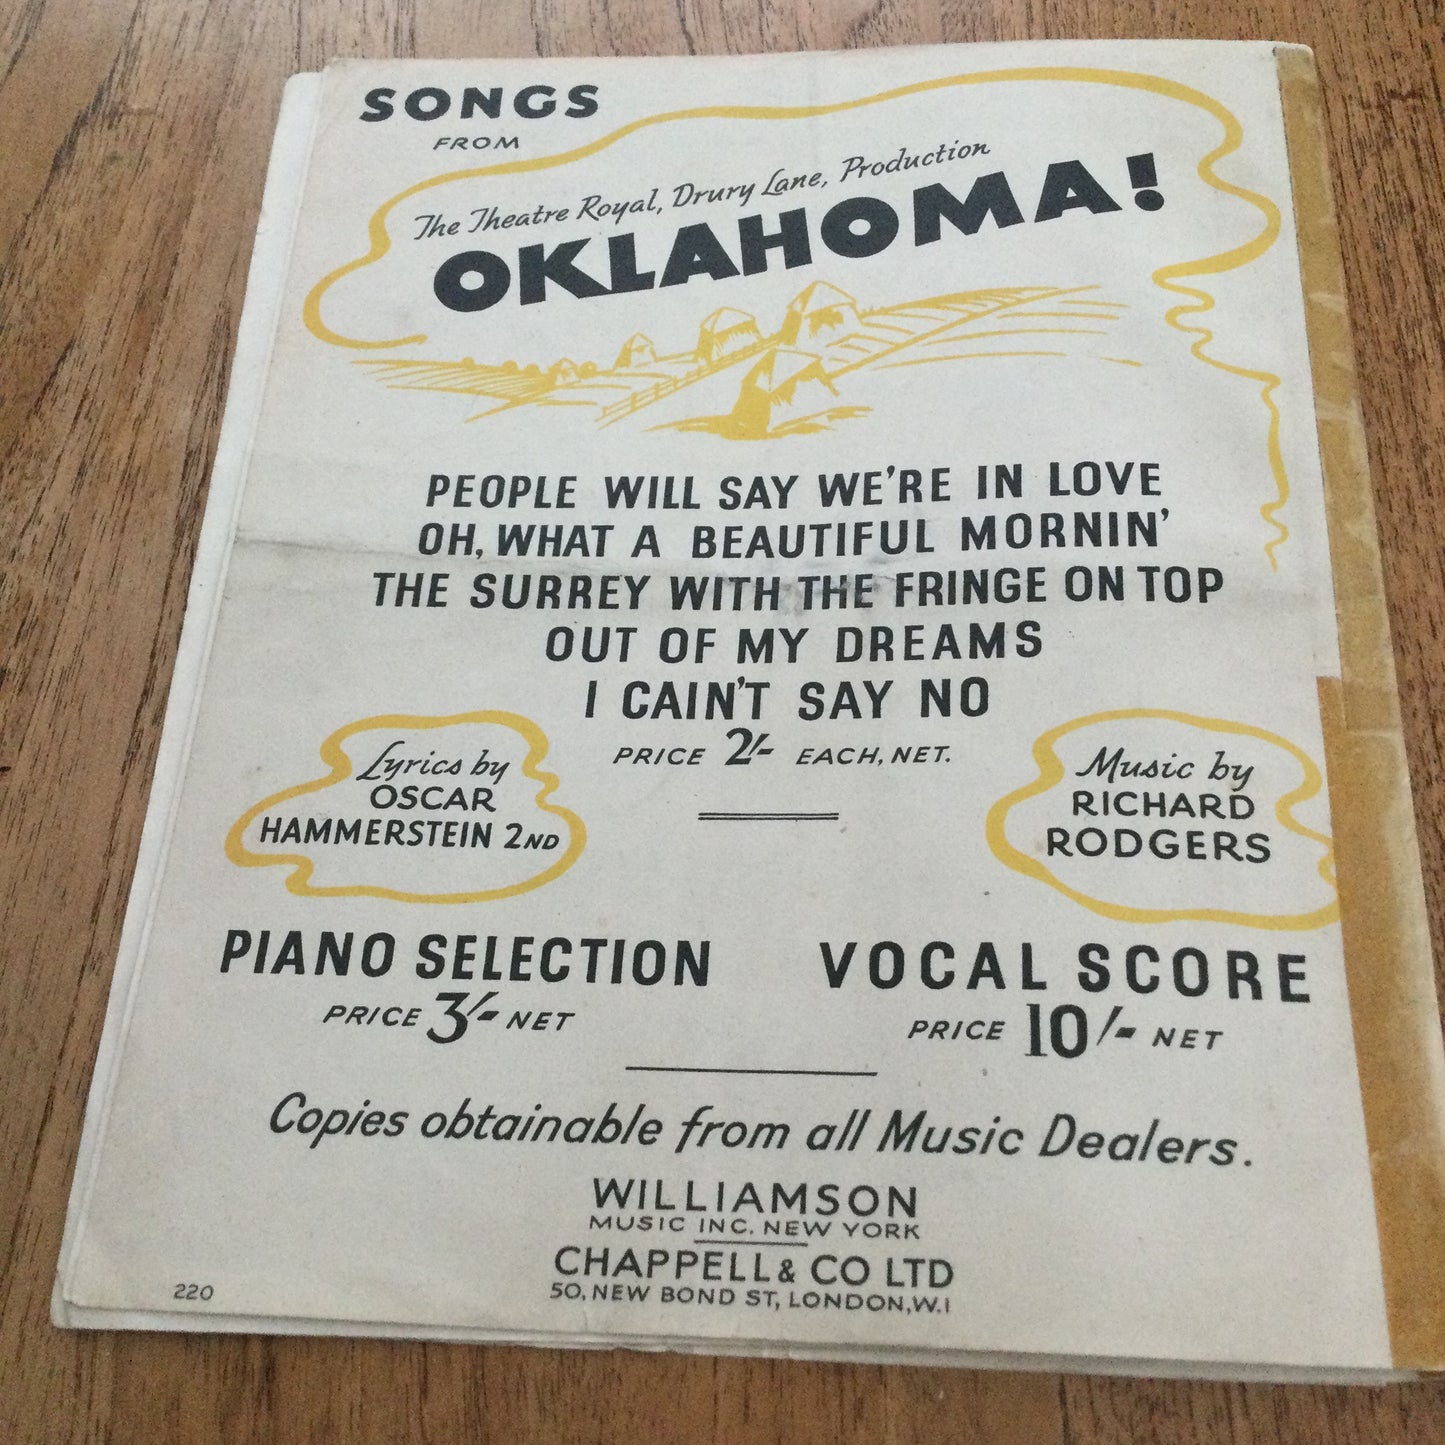 SONGS
FROM
The Theatre Royal, Drury Lane, Production
OKLAHOMA!
PEOPLE WILL SAY WE'RE IN LOVE
OH, WHAT A BEAUTIFUL MORNIN'
THE SURREY WITH THE FRINGE ON TOP
OUT OF MY DREAMS
I CAIN'T SAY NO
PRICE 2/- EACH, NET.
Lyrics by
OSCAR
HAMMERSTEIN 2ND
Music by
RICHARD
RODGERS
PIANO SELECTION
PRICE 3/- NET
VOCAL SCORE
PRICE 10/- NET
Copies obtainable from all Music Dealers.
WILLIAMSON
MUSIC INC. NEW YORK
CHAPPELL & CO LTD
50, NEW BOND ST, LONDON, W.1
220